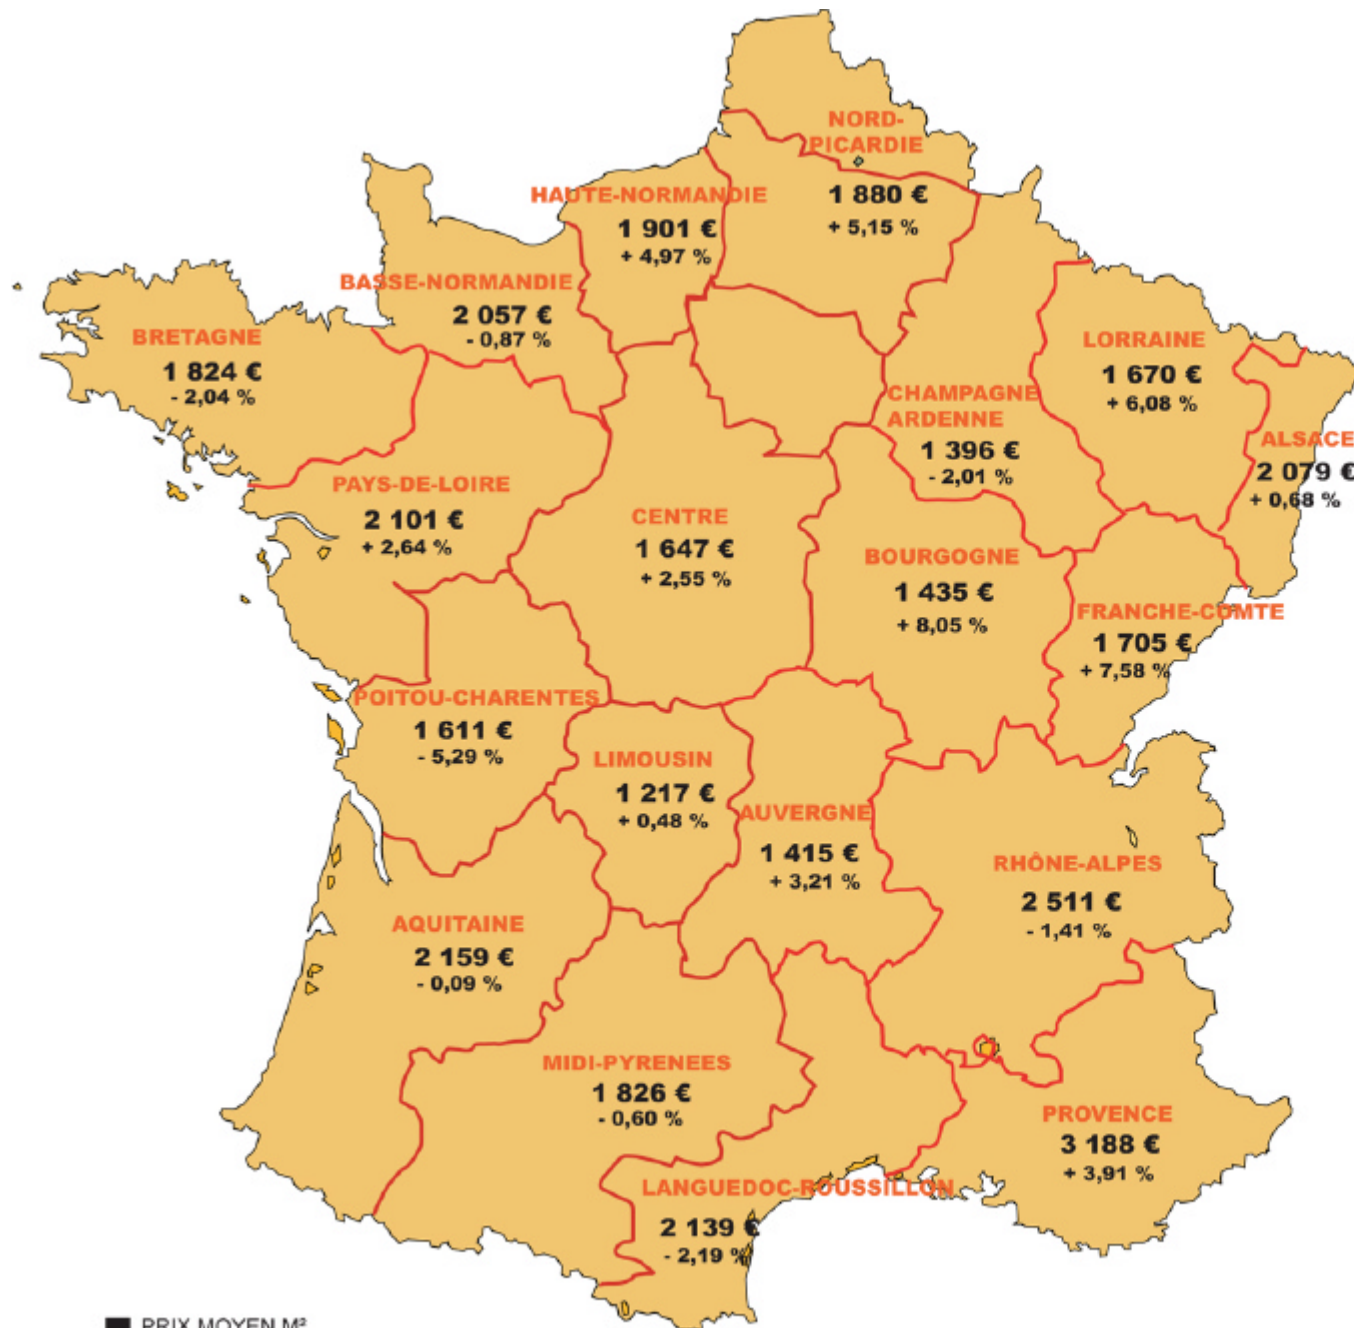 NORD-
PICARDIE
1 880 €
+ 5,15 %
HAUTE-NORMANDIE
1 901 €
+ 4,97 %
BASSE-NORMANDIE
2 057 €
- 0,87 %
BRETAGNE
1 824 €
- 2,04 %
LORRAINE
1 670 €
+ 6,08 %
CHAMPAGNE
ARDENNE
1 396 €
- 2,01 %
ALSACE
2 079 €
+ 0,68 %
PAYS-DE-LOIRE
2 101 €
+ 2,64 %
CENTRE
1 647 €
+ 2,55 %
BOURGOGNE
1 435 €
+ 8,05 %
FRANCHE-COMTE
1 705 €
+ 7,58 %
POITOU-CHARENTES
1 611 €
- 5,29 %
LIMOUSIN
1 217 €
+ 0,48 %
AUVERGNE
1 415 €
+ 3,21 %
RHÔNE-ALPES
2 511 €
- 1,41 %
AQUITAINE
2 159 €
- 0,09 %
MIDI-PYRENEES
1 826 €
- 0,60 %
PROVENCE
3 188 €
+ 3,91 %
LANGUEDOC-ROUSSILLON
2 139 €
- 2,19 %
PRIX MOYEN M²